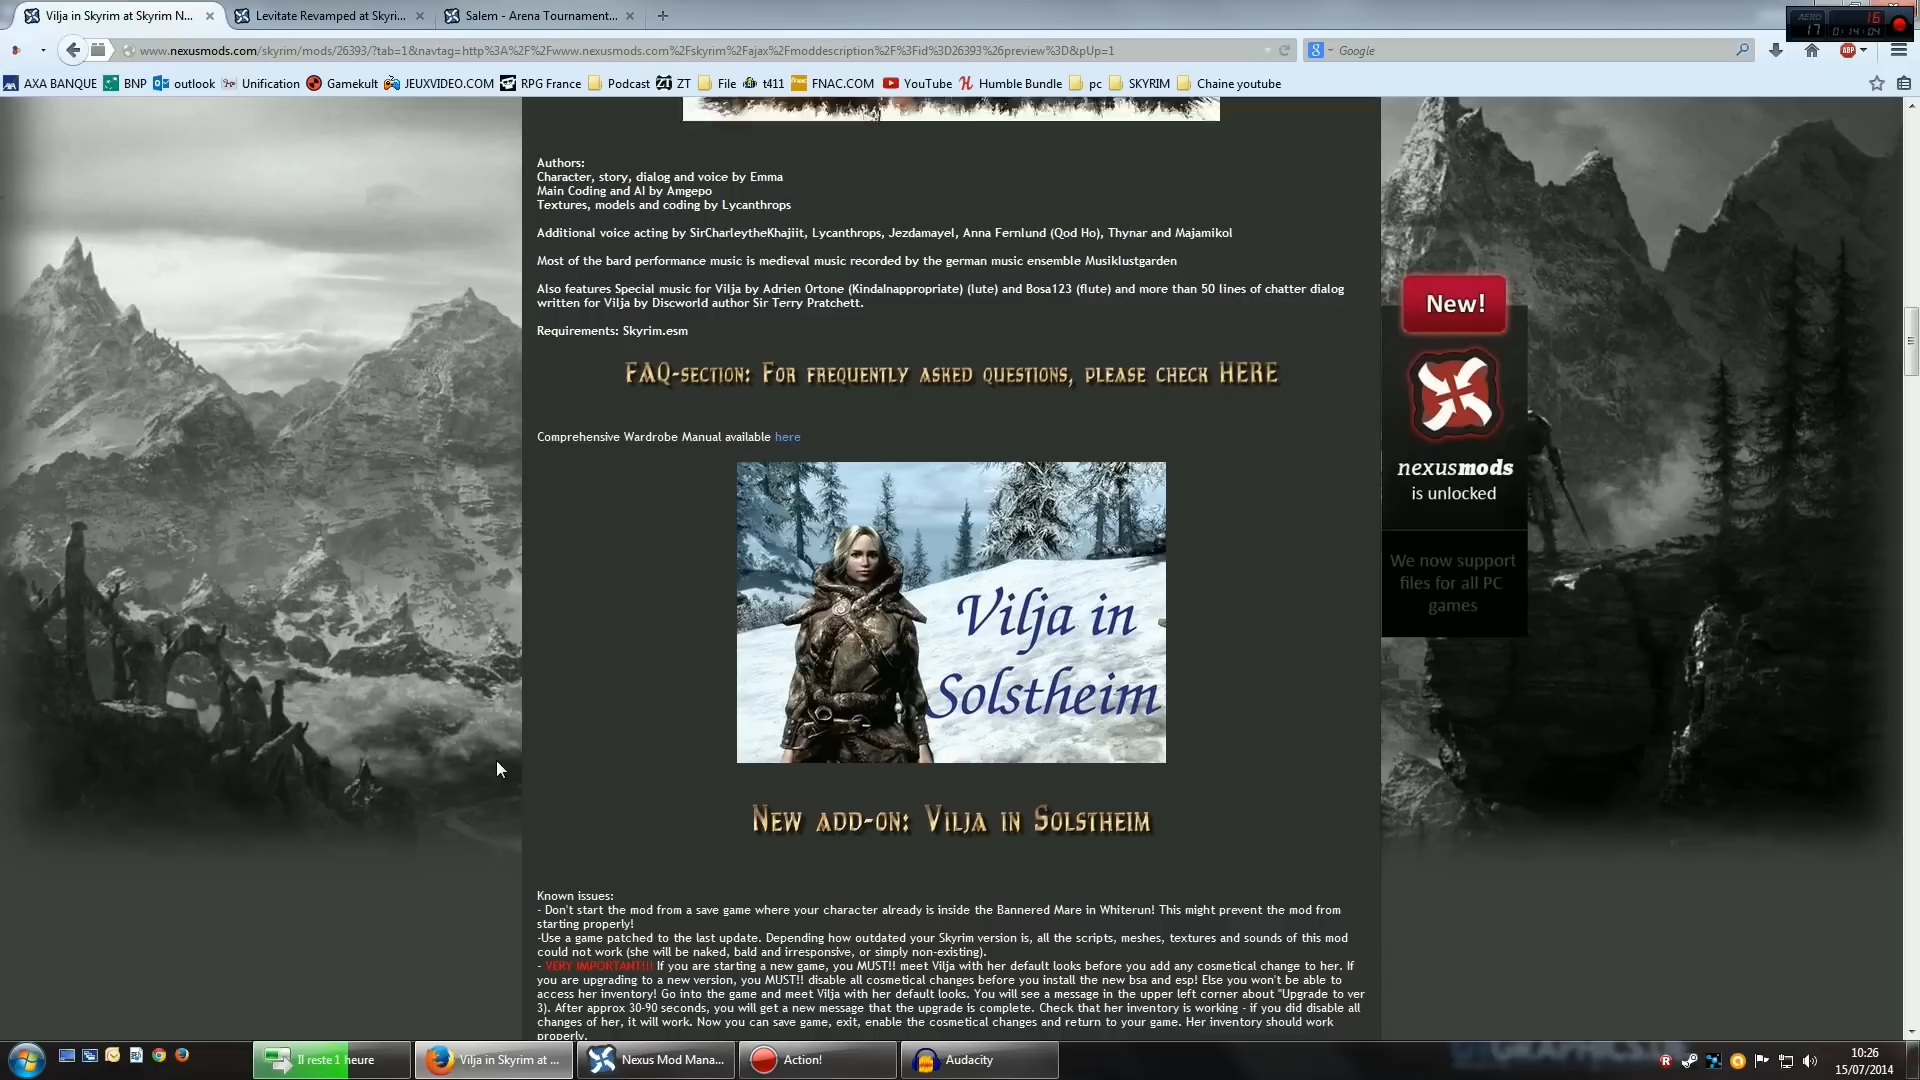 Vilja in Skyrim at Skyrim N...
Levitate Revamped at Skyri...
Salem - Arena Tournament...
www.nexusmods.com/skyrim/mods/26393/?tab=1&navtag=http%3A%2F%2Fwww.nexusmods.com%2Fskyrim%2Fajax%2Fmoddescription%2F%3Fid%3D26393%26preview%3D&pUp=1
Google
AXA BANQUE
BNP
outlook
Unification
Gamekult
JEUXVIDEO.COM
RPG France
Podcast
ZT
File
t411
FNAC.COM
YouTube
Humble Bundle
pc
SKYRIM
Chaine youtube
AERO
17
16
0:14:04
Authors:
Character, story, dialog and voice by Emma
Main Coding and AI by Amgepo
Textures, models and coding by Lycanthrops
Additional voice acting by SirCharleytheKhajiit, Lycanthrops, Jezdamayel, Anna Fernlund (Qod Ho), Thynar and Majamikol
Most of the bard performance music is medieval music recorded by the german music ensemble Musiklustgarden
Also features Special music for Vilja by Adrien Ortone (KindaInappropriate) (lute) and Bosa123 (flute) and more than 50 lines of chatter dialog
written for Vilja by Discworld author Sir Terry Pratchett.
Requirements: Skyrim.esm
FAQ-section: For frequently asked questions, please check HERE
Comprehensive Wardrobe Manual available here
Vilja in
Solstheim
New add-on: Vilja in Solstheim
Known issues:
- Don't start the mod from a save game where your character already is inside the Bannered Mare in Whiterun! This might prevent the mod from
starting properly!
-Use a game patched to the last update. Depending how outdated your Skyrim version is, all the scripts, meshes, textures and sounds of this mod
could not work (she will be naked, bald and irresponsive, or simply non-existing).
- VERY IMPORTANT!!! If you are starting a new game, you MUST!! meet Vilja with her default looks before you add any cosmetical change to her. If
you are upgrading to a new version, you MUST!! disable all cosmetical changes before you install the new bsa and esp! Else you won't be able to
access her inventory! Go into the game and meet Vilja with her default looks. You will see a message in the upper left corner about "Upgrade to ver
3). After approx 30-90 seconds, you will get a new message that the upgrade is complete. Check that her inventory is working - if you did disable all
changes of her, it will work. Now you can save game, exit, enable the cosmetical changes and return to your game. Her inventory should work
properly.
New!
nexusmods
is unlocked
We now support
files for all PC
games
Il reste 1 heure
Vilja in Skyrim at ...
Nexus Mod Mana...
Action!
Audacity
10:26
15/07/2014